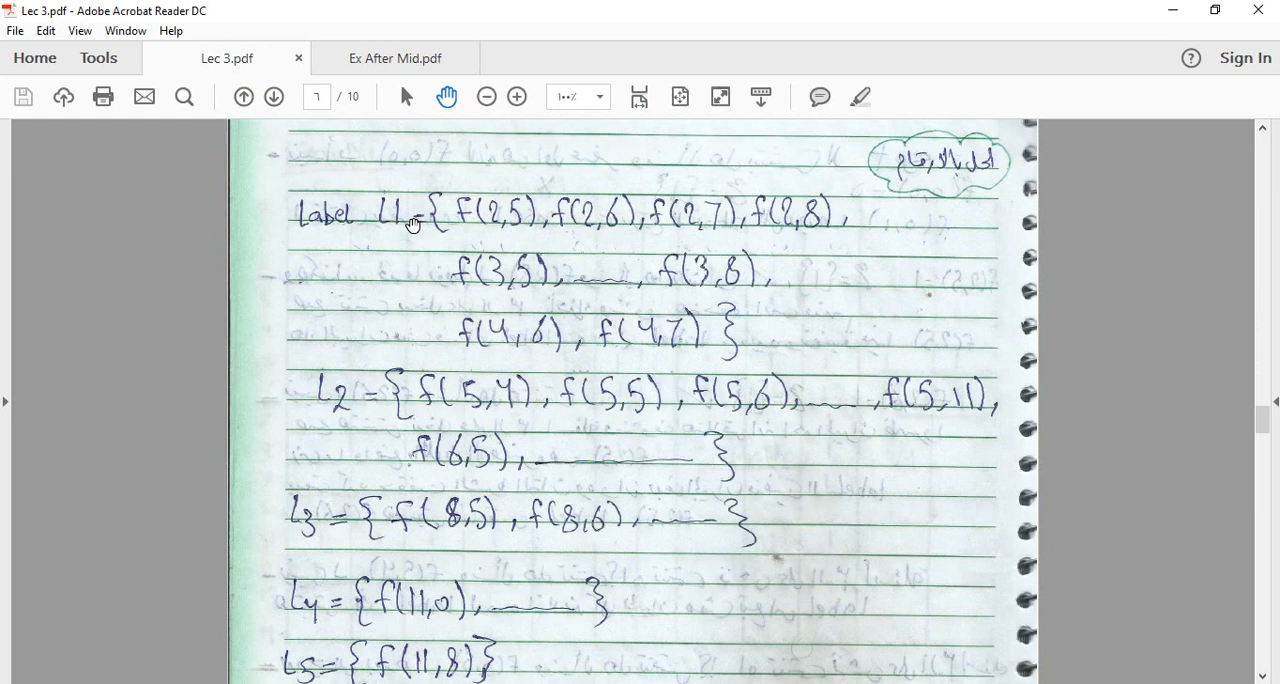 Lec 3.pdf - Adobe Acrobat Reader DC
File Edit View Window Help
Home Tools Lec 3.pdf × Ex After Mid.pdf ? Sign In
٦ / 10 ١٠٠٪
Label L1 = { f(2,5), f(2,6), f(2,7), f(2,8),
f(3,5), ......, f(3,8),
f(4,6), f(4,7) }
L2 = { f(5,4), f(5,5), f(5,6), ......, f(5,11),
f(6,5), ...... }
L3 = { f(8,5), f(8,6), ...... }
L4 = { f(11,0), ...... }
L5 = { f(11,8) }